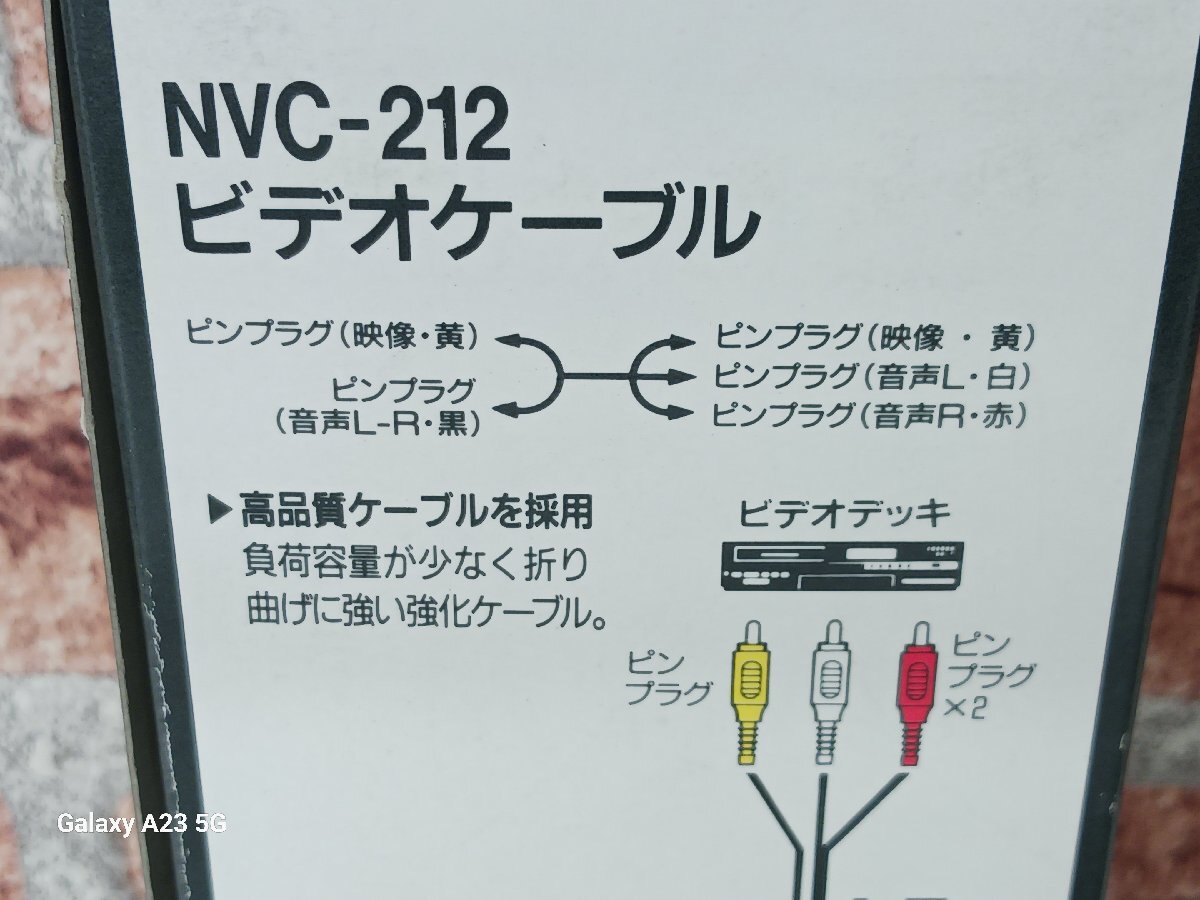 NVC-212
ビデオケーブル
ピンプラグ(映像・黄)
ピンプラグ
(音声L-R・黒)
ピンプラグ(映像・黄)
ピンプラグ(音声L・白)
ピンプラグ(音声R・赤)
▶高品質ケーブルを採用
負荷容量が少なく折り
曲げに強い強化ケーブル。
ビデオデッキ
ピン
プラグ
ピン
プラグ
×2
Galaxy A23 5G